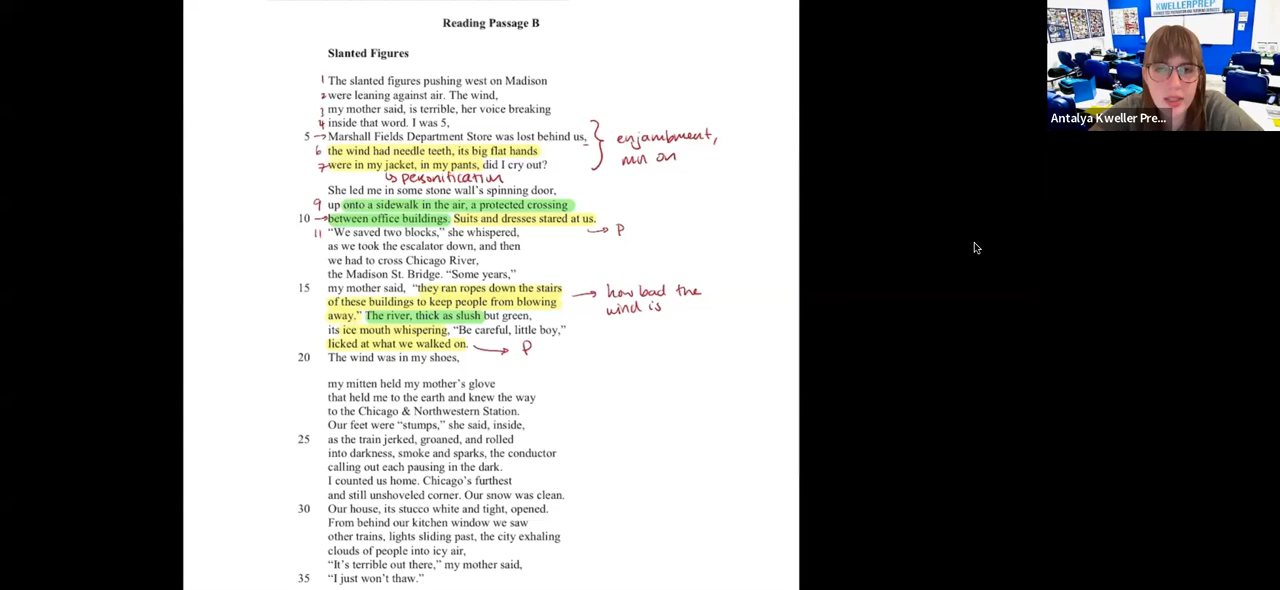 Reading Passage B
KWELLERPREP
Antalya Kweller Pre...
Slanted Figures
1 The slanted figures pushing west on Madison
2 were leaning against air. The wind,
3 my mother said, is terrible, her voice breaking
4 inside that word. I was 5,
5 → Marshall Fields Department Store was lost behind us,
enjambment,
6 the wind had needle teeth, its big flat hands
run on
7 were in my jacket, in my pants, did I cry out?
↳ personification
She led me in some stone wall's spinning door,
9 up onto a sidewalk in the air, a protected crossing
10 → between office buildings. Suits and dresses stared at us.
→ P
11 “We saved two blocks,” she whispered,
as we took the escalator down, and then
we had to cross Chicago River,
the Madison St. Bridge. “Some years,”
15 my mother said, “they ran ropes down the stairs
→ how bad the
of these buildings to keep people from blowing
wind is
away.” The river, thick as slush but green,
its ice mouth whispering, “Be careful, little boy,”
licked at what we walked on.
→ P
20 The wind was in my shoes,
my mitten held my mother's glove
that held me to the earth and knew the way
to the Chicago & Northwestern Station.
Our feet were “stumps,” she said, inside,
25 as the train jerked, groaned, and rolled
into darkness, smoke and sparks, the conductor
calling out each pausing in the dark.
I counted us home. Chicago's furthest
and still unshoveled corner. Our snow was clean.
30 Our house, its stucco white and tight, opened.
From behind our kitchen window we saw
other trains, lights sliding past, the city exhaling
clouds of people into icy air,
“It's terrible out there,” my mother said,
35 “I just won't thaw.”